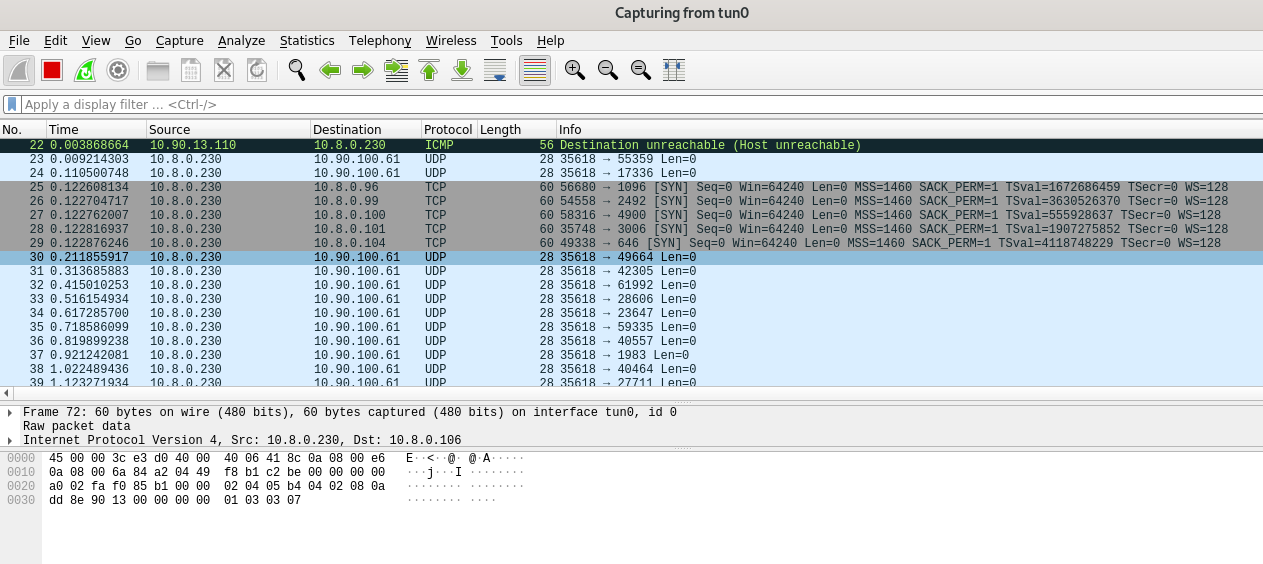 Capturing from tun0
File Edit View Go Capture Analyze Statistics Telephony Wireless Tools Help
Apply a display filter ... <Ctrl-/>
No. Time Source Destination Protocol Length Info
22 0.003868664 10.90.13.110 10.8.0.230 ICMP 56 Destination unreachable (Host unreachable)
23 0.009214303 10.8.0.230 10.90.100.61 UDP 28 35618 → 55359 Len=0
24 0.110500748 10.8.0.230 10.90.100.61 UDP 28 35618 → 17336 Len=0
25 0.122608134 10.8.0.230 10.8.0.96 TCP 60 56680 → 1096 [SYN] Seq=0 Win=64240 Len=0 MSS=1460 SACK_PERM=1 TSval=1672686459 TSecr=0 WS=128
26 0.122704717 10.8.0.230 10.8.0.99 TCP 60 54558 → 2492 [SYN] Seq=0 Win=64240 Len=0 MSS=1460 SACK_PERM=1 TSval=3630526370 TSecr=0 WS=128
27 0.122762007 10.8.0.230 10.8.0.100 TCP 60 58316 → 4900 [SYN] Seq=0 Win=64240 Len=0 MSS=1460 SACK_PERM=1 TSval=555928637 TSecr=0 WS=128
28 0.122816937 10.8.0.230 10.8.0.101 TCP 60 35748 → 3006 [SYN] Seq=0 Win=64240 Len=0 MSS=1460 SACK_PERM=1 TSval=1907275852 TSecr=0 WS=128
29 0.122876246 10.8.0.230 10.8.0.104 TCP 60 49338 → 646 [SYN] Seq=0 Win=64240 Len=0 MSS=1460 SACK_PERM=1 TSval=4118748229 TSecr=0 WS=128
30 0.211855917 10.8.0.230 10.90.100.61 UDP 28 35618 → 49664 Len=0
31 0.313685883 10.8.0.230 10.90.100.61 UDP 28 35618 → 42305 Len=0
32 0.415010253 10.8.0.230 10.90.100.61 UDP 28 35618 → 61992 Len=0
33 0.516154934 10.8.0.230 10.90.100.61 UDP 28 35618 → 28606 Len=0
34 0.617285700 10.8.0.230 10.90.100.61 UDP 28 35618 → 23647 Len=0
35 0.718586099 10.8.0.230 10.90.100.61 UDP 28 35618 → 59335 Len=0
36 0.819899238 10.8.0.230 10.90.100.61 UDP 28 35618 → 40557 Len=0
37 0.921242081 10.8.0.230 10.90.100.61 UDP 28 35618 → 1983 Len=0
38 1.022489436 10.8.0.230 10.90.100.61 UDP 28 35618 → 40464 Len=0
39 1.123271934 10.8.0.230 10.90.100.61 UDP 28 35618 → 27711 Len=0
Frame 72: 60 bytes on wire (480 bits), 60 bytes captured (480 bits) on interface tun0, id 0
Raw packet data
Internet Protocol Version 4, Src: 10.8.0.230, Dst: 10.8.0.106
0000 45 00 00 3c e3 d0 40 00 40 06 41 8c 0a 08 00 e6 E··<··@· @·A·····
0010 0a 08 00 6a 84 a2 04 49 f8 b1 c2 be 00 00 00 00 ···j···I ········
0020 a0 02 fa f0 85 b1 00 00 02 04 05 b4 04 02 08 0a ········ ········
0030 dd 8e 90 13 00 00 00 00 01 03 03 07 ········ ····